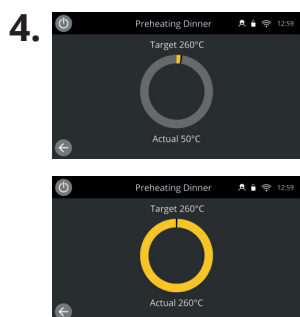 4.
Preheating Dinner 12:59
Target 260°C
Actual 50°C
Preheating Dinner 12:59
Target 260°C
Actual 260°C